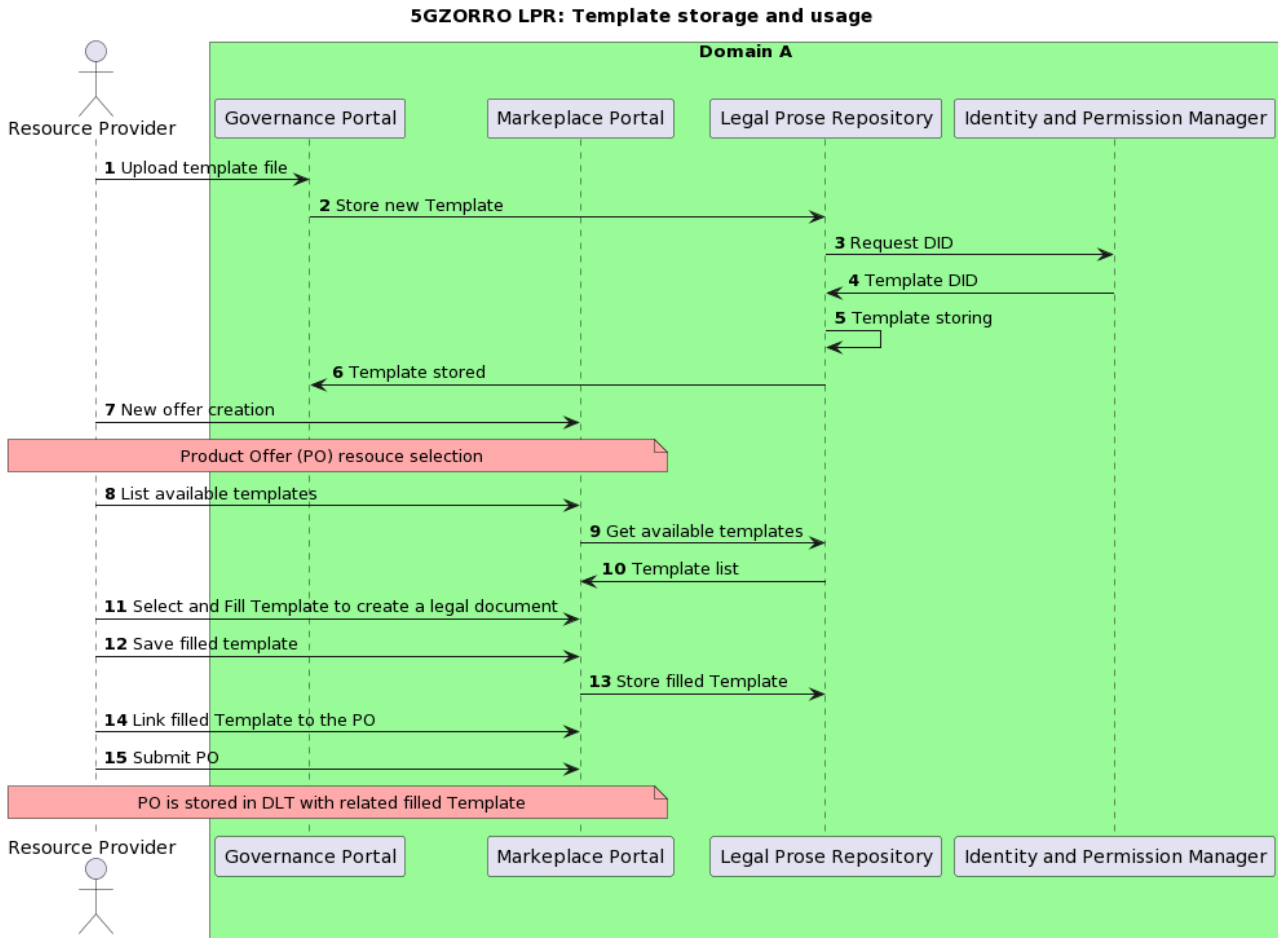 5GZORRO LPR: Template storage and usage
Domain A
Resource Provider
Governance Portal
Markeplace Portal
Legal Prose Repository
Identity and Permission Manager
1 Upload template file
2 Store new Template
3 Request DID
4 Template DID
5 Template storing
6 Template stored
7 New offer creation
Product Offer (PO) resouce selection
8 List available templates
9 Get available templates
10 Template list
11 Select and Fill Template to create a legal document
12 Save filled template
13 Store filled Template
14 Link filled Template to the PO
15 Submit PO
PO is stored in DLT with related filled Template
Resource Provider
Governance Portal
Markeplace Portal
Legal Prose Repository
Identity and Permission Manager